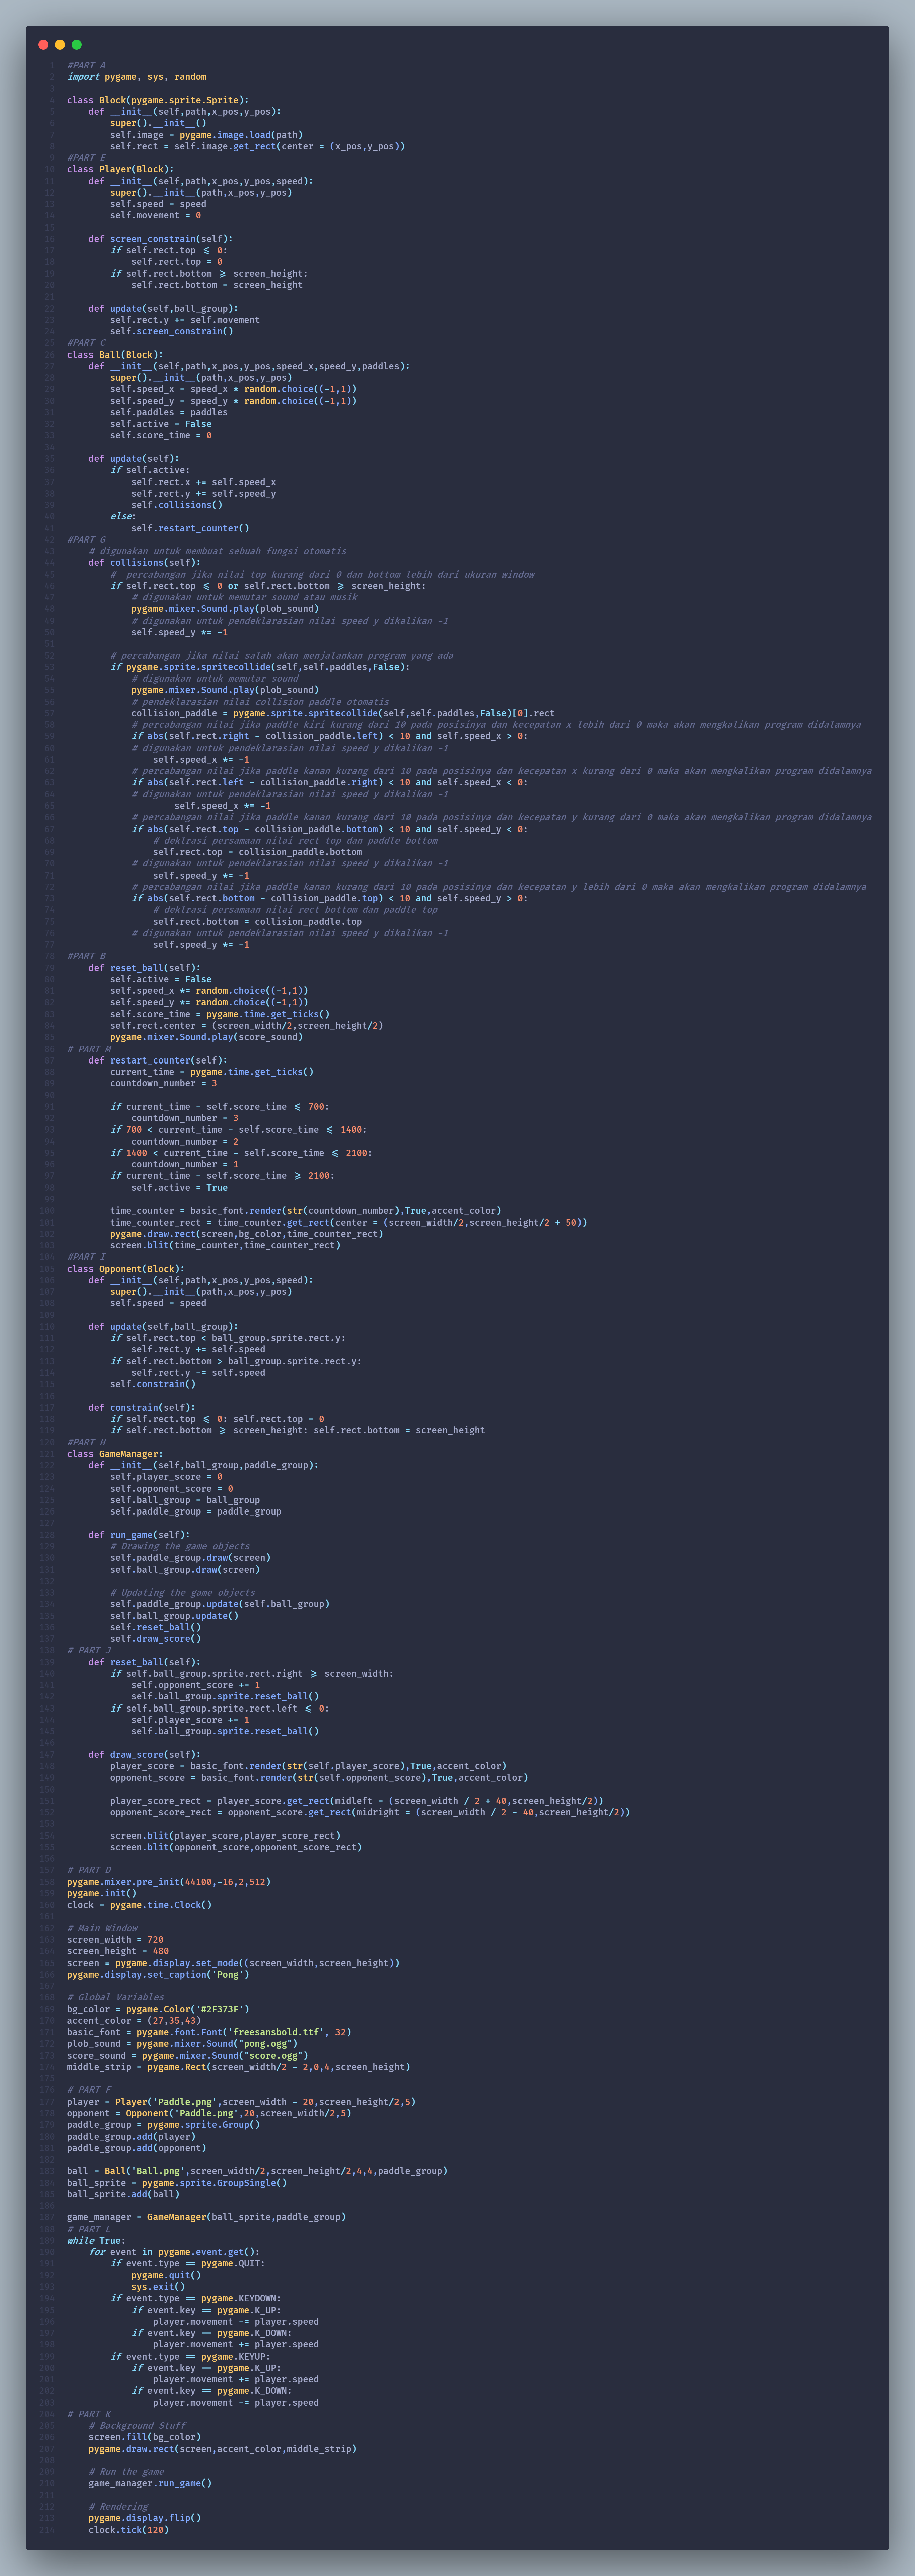 1 #PART A
2 import pygame, sys, random
3
4 class Block(pygame.sprite.Sprite):
5     def __init__(self,path,x_pos,y_pos):
6         super().__init__()
7         self.image = pygame.image.load(path)
8         self.rect = self.image.get_rect(center = (x_pos,y_pos))
9 #PART E
10 class Player(Block):
11     def __init__(self,path,x_pos,y_pos,speed):
12         super().__init__(path,x_pos,y_pos)
13         self.speed = speed
14         self.movement = 0
15
16     def screen_constrain(self):
17         if self.rect.top <= 0:
18             self.rect.top = 0
19         if self.rect.bottom >= screen_height:
20             self.rect.bottom = screen_height
21
22     def update(self,ball_group):
23         self.rect.y += self.movement
24         self.screen_constrain()
25 #PART C
26 class Ball(Block):
27     def __init__(self,path,x_pos,y_pos,speed_x,speed_y,paddles):
28         super().__init__(path,x_pos,y_pos)
29         self.speed_x = speed_x * random.choice((-1,1))
30         self.speed_y = speed_y * random.choice((-1,1))
31         self.paddles = paddles
32         self.active = False
33         self.score_time = 0
34
35     def update(self):
36         if self.active:
37             self.rect.x += self.speed_x
38             self.rect.y += self.speed_y
39             self.collisions()
40         else:
41             self.restart_counter()
42 #PART G
43     # digunakan untuk membuat sebuah fungsi otomatis
44     def collisions(self):
45         #  percabangan jika nilai top kurang dari 0 dan bottom lebih dari ukuran window
46         if self.rect.top <= 0 or self.rect.bottom >= screen_height:
47             # digunakan untuk memutar sound atau musik
48             pygame.mixer.Sound.play(plob_sound)
49             # digunakan untuk pendeklarasian nilai speed y dikalikan -1
50             self.speed_y *= -1
51
52         # percabangan jika nilai salah akan menjalankan program yang ada
53         if pygame.sprite.spritecollide(self,self.paddles,False):
54             # digunakan untuk memutar sound
55             pygame.mixer.Sound.play(plob_sound)
56             # pendeklarasian nilai collision paddle otomatis
57             collision_paddle = pygame.sprite.spritecollide(self,self.paddles,False)[0].rect
58             # percabangan nilai jika paddle kiri kurang dari 10 pada posisinya dan kecepatan x lebih dari 0 maka akan mengkalikan program didalamnya
59             if abs(self.rect.right - collision_paddle.left) < 10 and self.speed_x > 0:
60             # digunakan untuk pendeklarasian nilai speed y dikalikan -1
61                 self.speed_x *= -1
62             # percabangan nilai jika paddle kanan kurang dari 10 pada posisinya dan kecepatan x kurang dari 0 maka akan mengkalikan program didalamnya
63             if abs(self.rect.left - collision_paddle.right) < 10 and self.speed_x < 0:
64             # digunakan untuk pendeklarasian nilai speed y dikalikan -1
65                     self.speed_x *= -1
66             # percabangan nilai jika paddle kanan kurang dari 10 pada posisinya dan kecepatan y kurang dari 0 maka akan mengkalikan program didalamnya
67             if abs(self.rect.top - collision_paddle.bottom) < 10 and self.speed_y < 0:
68                 # deklrasi persamaan nilai rect top dan paddle bottom
69                 self.rect.top = collision_paddle.bottom
70             # digunakan untuk pendeklarasian nilai speed y dikalikan -1
71                 self.speed_y *= -1
72             # percabangan nilai jika paddle kanan kurang dari 10 pada posisinya dan kecepatan y lebih dari 0 maka akan mengkalikan program didalamnya
73             if abs(self.rect.bottom - collision_paddle.top) < 10 and self.speed_y > 0:
74                 # deklrasi persamaan nilai rect bottom dan paddle top
75                 self.rect.bottom = collision_paddle.top
76             # digunakan untuk pendeklarasian nilai speed y dikalikan -1
77                 self.speed_y *= -1
78 #PART B
79     def reset_ball(self):
80         self.active = False
81         self.speed_x *= random.choice((-1,1))
82         self.speed_y *= random.choice((-1,1))
83         self.score_time = pygame.time.get_ticks()
84         self.rect.center = (screen_width/2,screen_height/2)
85         pygame.mixer.Sound.play(score_sound)
86 # PART M
87     def restart_counter(self):
88         current_time = pygame.time.get_ticks()
89         countdown_number = 3
90
91         if current_time - self.score_time <= 700:
92             countdown_number = 3
93         if 700 < current_time - self.score_time <= 1400:
94             countdown_number = 2
95         if 1400 < current_time - self.score_time <= 2100:
96             countdown_number = 1
97         if current_time - self.score_time >= 2100:
98             self.active = True
99
100         time_counter = basic_font.render(str(countdown_number),True,accent_color)
101         time_counter_rect = time_counter.get_rect(center = (screen_width/2,screen_height/2 + 50))
102         pygame.draw.rect(screen,bg_color,time_counter_rect)
103         screen.blit(time_counter,time_counter_rect)
104 #PART I
105 class Opponent(Block):
106     def __init__(self,path,x_pos,y_pos,speed):
107         super().__init__(path,x_pos,y_pos)
108         self.speed = speed
109
110     def update(self,ball_group):
111         if self.rect.top < ball_group.sprite.rect.y:
112             self.rect.y += self.speed
113         if self.rect.bottom > ball_group.sprite.rect.y:
114             self.rect.y -= self.speed
115         self.constrain()
116
117     def constrain(self):
118         if self.rect.top <= 0: self.rect.top = 0
119         if self.rect.bottom >= screen_height: self.rect.bottom = screen_height
120 #PART H
121 class GameManager:
122     def __init__(self,ball_group,paddle_group):
123         self.player_score = 0
124         self.opponent_score = 0
125         self.ball_group = ball_group
126         self.paddle_group = paddle_group
127
128     def run_game(self):
129         # Drawing the game objects
130         self.paddle_group.draw(screen)
131         self.ball_group.draw(screen)
132
133         # Updating the game objects
134         self.paddle_group.update(self.ball_group)
135         self.ball_group.update()
136         self.reset_ball()
137         self.draw_score()
138 # PART J
139     def reset_ball(self):
140         if self.ball_group.sprite.rect.right >= screen_width:
141             self.opponent_score += 1
142             self.ball_group.sprite.reset_ball()
143         if self.ball_group.sprite.rect.left <= 0:
144             self.player_score += 1
145             self.ball_group.sprite.reset_ball()
146
147     def draw_score(self):
148         player_score = basic_font.render(str(self.player_score),True,accent_color)
149         opponent_score = basic_font.render(str(self.opponent_score),True,accent_color)
150
151         player_score_rect = player_score.get_rect(midleft = (screen_width / 2 + 40,screen_height/2))
152         opponent_score_rect = opponent_score.get_rect(midright = (screen_width / 2 - 40,screen_height/2))
153
154         screen.blit(player_score,player_score_rect)
155         screen.blit(opponent_score,opponent_score_rect)
156
157 # PART D
158 pygame.mixer.pre_init(44100,-16,2,512)
159 pygame.init()
160 clock = pygame.time.Clock()
161
162 # Main Window
163 screen_width = 720
164 screen_height = 480
165 screen = pygame.display.set_mode((screen_width,screen_height))
166 pygame.display.set_caption('Pong')
167
168 # Global Variables
169 bg_color = pygame.Color('#2F373F')
170 accent_color = (27,35,43)
171 basic_font = pygame.font.Font('freesansbold.ttf', 32)
172 plob_sound = pygame.mixer.Sound("pong.ogg")
173 score_sound = pygame.mixer.Sound("score.ogg")
174 middle_strip = pygame.Rect(screen_width/2 - 2,0,4,screen_height)
175
176 # PART F
177 player = Player('Paddle.png',screen_width - 20,screen_height/2,5)
178 opponent = Opponent('Paddle.png',20,screen_width/2,5)
179 paddle_group = pygame.sprite.Group()
180 paddle_group.add(player)
181 paddle_group.add(opponent)
182
183 ball = Ball('Ball.png',screen_width/2,screen_height/2,4,4,paddle_group)
184 ball_sprite = pygame.sprite.GroupSingle()
185 ball_sprite.add(ball)
186
187 game_manager = GameManager(ball_sprite,paddle_group)
188 # PART L
189 while True:
190     for event in pygame.event.get():
191         if event.type == pygame.QUIT:
192             pygame.quit()
193             sys.exit()
194         if event.type == pygame.KEYDOWN:
195             if event.key == pygame.K_UP:
196                 player.movement -= player.speed
197             if event.key == pygame.K_DOWN:
198                 player.movement += player.speed
199         if event.type == pygame.KEYUP:
200             if event.key == pygame.K_UP:
201                 player.movement += player.speed
202             if event.key == pygame.K_DOWN:
203                 player.movement -= player.speed
204 # PART K
205     # Background Stuff
206     screen.fill(bg_color)
207     pygame.draw.rect(screen,accent_color,middle_strip)
208
209     # Run the game
210     game_manager.run_game()
211
212     # Rendering
213     pygame.display.flip()
214     clock.tick(120)